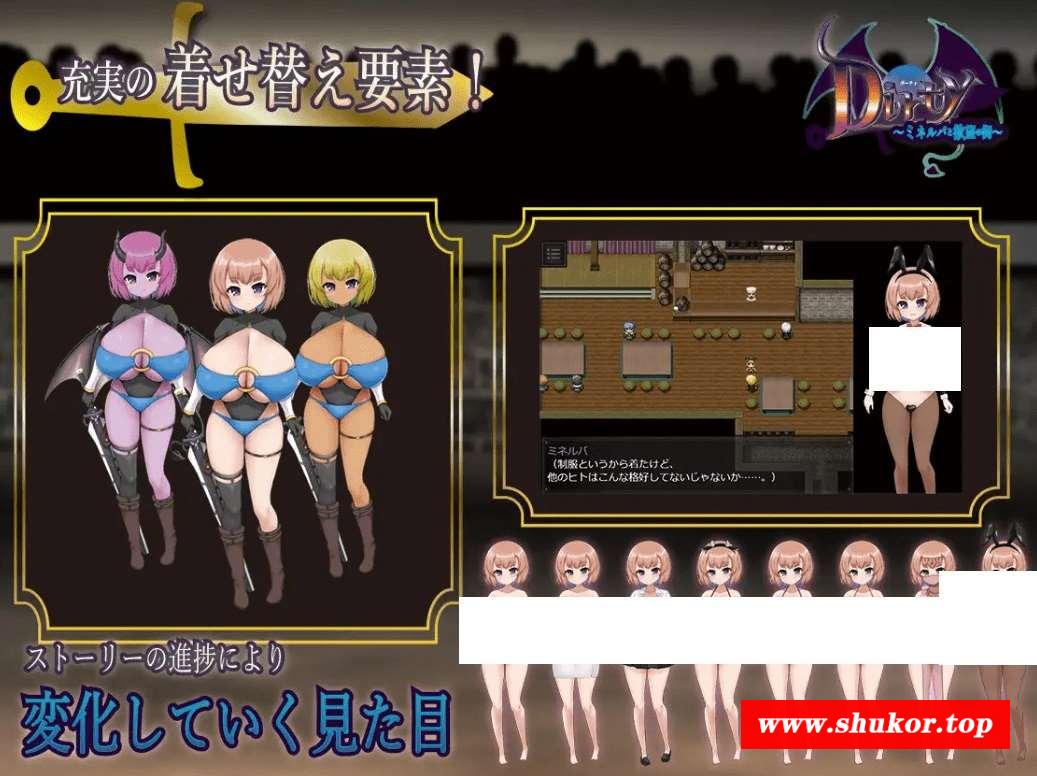 充実の着せ替え要素！
Dirty
～ミネルバと欲望の剣～
ミネルバ
（制服というから着たけど、
他のヒトはこんな格好してないじゃないか……。）
ストーリーの進捗により
変化していく見た目
www.shukor.top